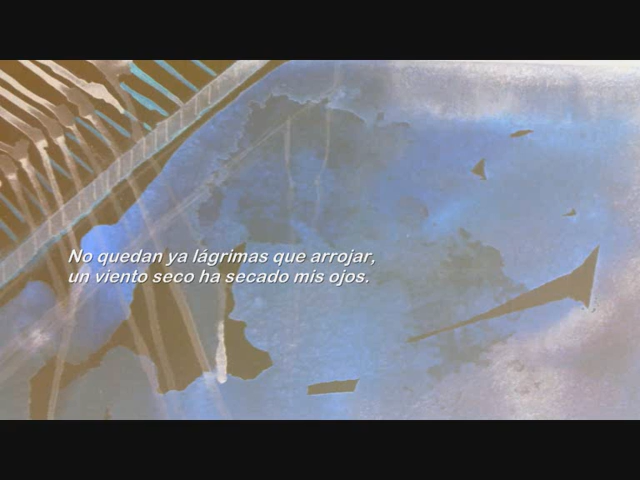 No quedan ya lágrimas que arrojar,
un viento seco ha secado mis ojos.